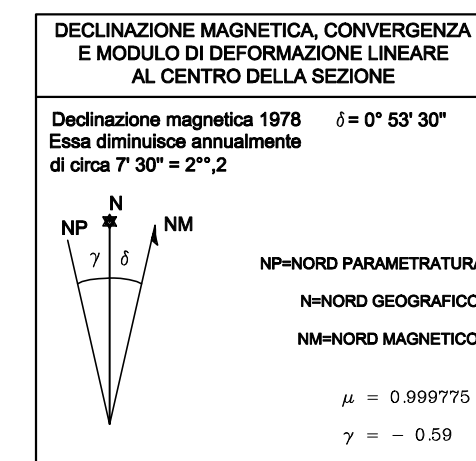 DECLINAZIONE MAGNETICA, CONVERGENZA
E MODULO DI DEFORMAZIONE LINEARE
AL CENTRO DELLA SEZIONE
Declinazione magnetica 1978 δ = 0° 53' 30"
Essa diminuisce annualmente
di circa 7' 30" = 2°°,2
N
NP NM
γ δ
NP=NORD PARAMETRATURA
N=NORD GEOGRAFICO
NM=NORD MAGNETICO
μ = 0.999775
γ = − 0.59